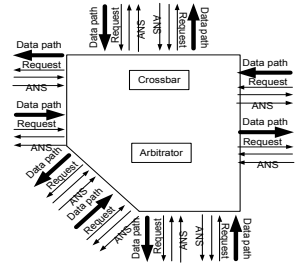 Data path
Request
ANS
ANS
Request
Data path
Data path
Request
ANS
Data path
Request
ANS
Crossbar
Arbitrator
Data path
Request
ANS
Data path
Request
ANS
Data path
Request
ANS
Data path
Request
ANS
Data path
Request
ANS
ANS
Request
Data path